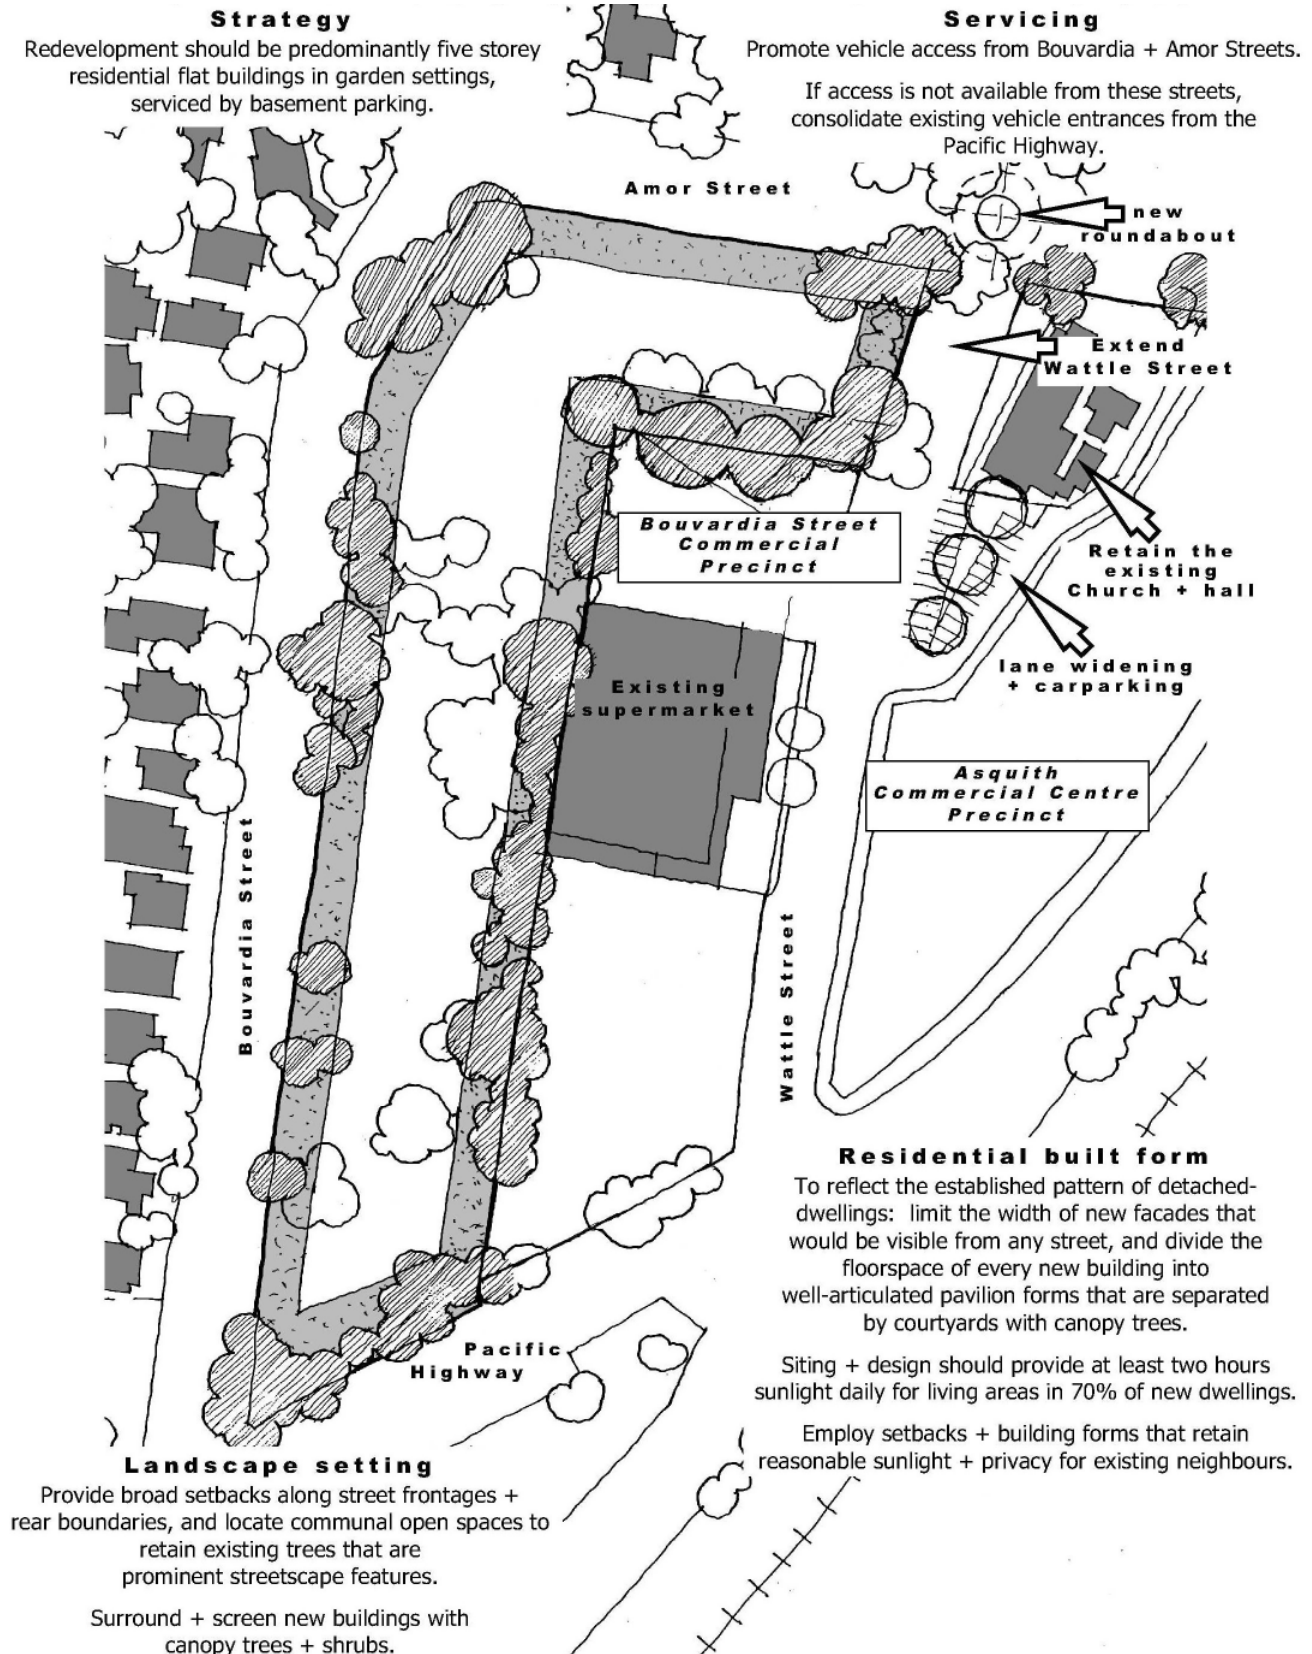 Strategy
Redevelopment should be predominantly five storey
residential flat buildings in garden settings,
serviced by basement parking.
Servicing
Promote vehicle access from Bouvardia + Amor Streets.
If access is not available from these streets,
consolidate existing vehicle entrances from the
Pacific Highway.
Amor Street
new
roundabout
Extend
Wattle Street
Bouvardia Street
Commercial
Precinct
Retain the
existing
Church + hall
lane widening
+ carparking
Existing
supermarket
Asquith
Commercial Centre
Precinct
Bouvardia Street
Wattle Street
Pacific
Highway
Residential built form
To reflect the established pattern of detached-
dwellings: limit the width of new facades that
would be visible from any street, and divide the
floorspace of every new building into
well-articulated pavilion forms that are separated
by courtyards with canopy trees.
Siting + design should provide at least two hours
sunlight daily for living areas in 70% of new dwellings.
Employ setbacks + building forms that retain
reasonable sunlight + privacy for existing neighbours.
Landscape setting
Provide broad setbacks along street frontages +
rear boundaries, and locate communal open spaces to
retain existing trees that are
prominent streetscape features.
Surround + screen new buildings with
canopy trees + shrubs.